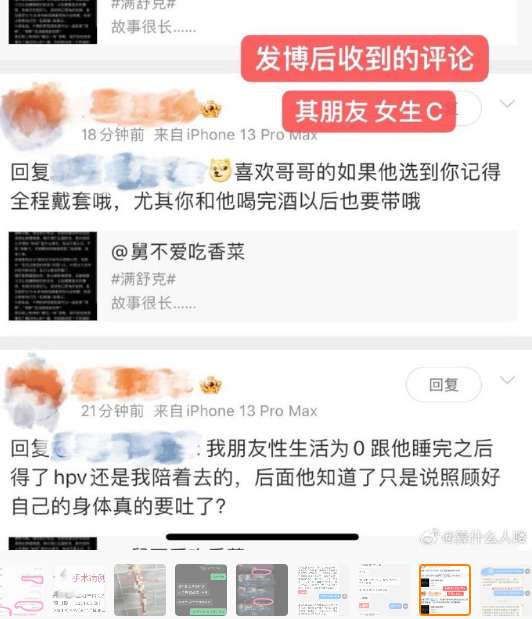 #满舒克#
故事很长......
发博后收到的评论
其朋友 女生C
18分钟前 来自iPhone 13 Pro Max
回复
喜欢哥哥的如果他选到你记得
全程戴套哦，尤其你和他喝完酒以后也要带哦
@舅不爱吃香菜
#满舒克#
故事很长......
回复
21分钟前 来自iPhone 13 Pro Max
回复
: 我朋友性生活为0跟他睡完之后
得了hpv还是我陪着去的，后面他知道了只是说照顾好
自己的身体真的要吐了?
手术病例